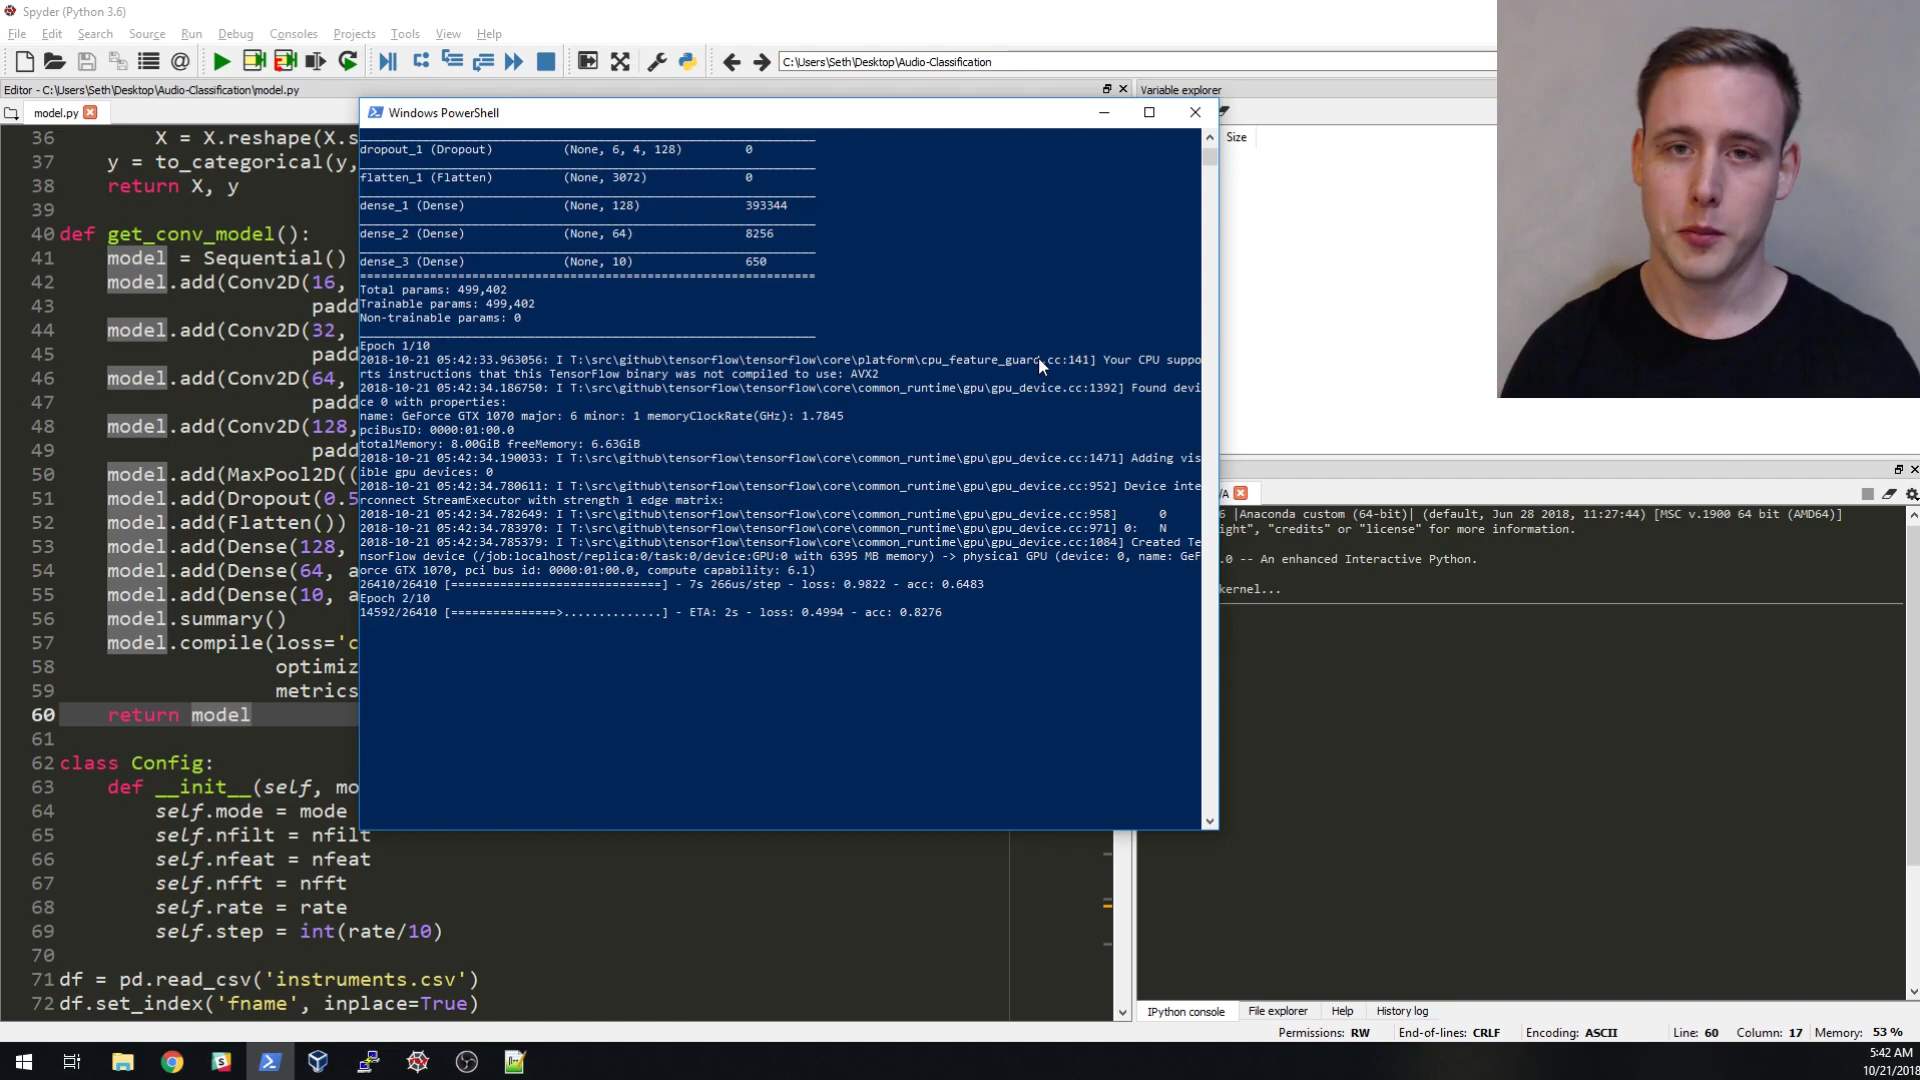 Spyder (Python 3.6)
File Edit Search Source Run Debug Consoles Projects Tools View Help
C:\Users\Seth\Desktop\Audio-Classification
Editor - C:\Users\Seth\Desktop\Audio-Classification\model.py
model.py
36 X = X.reshape(X.s
37 y = to_categorical(y,
38 return X, y
39
40 def get_conv_model():
41 model = Sequential()
42 model.add(Conv2D(16,
43 padd
44 model.add(Conv2D(32,
45 padd
46 model.add(Conv2D(64,
47 padd
48 model.add(Conv2D(128,
49 padd
50 model.add(MaxPool2D((
51 model.add(Dropout(0.5
52 model.add(Flatten())
53 model.add(Dense(128,
54 model.add(Dense(64, a
55 model.add(Dense(10, a
56 model.summary()
57 model.compile(loss='c
58 optimiz
59 metrics
60 return model
61
62 class Config:
63 def __init__(self, mo
64 self.mode = mode
65 self.nfilt = nfilt
66 self.nfeat = nfeat
67 self.nfft = nfft
68 self.rate = rate
69 self.step = int(rate/10)
70
71 df = pd.read_csv('instruments.csv')
72 df.set_index('fname', inplace=True)
Windows PowerShell
dropout_1 (Dropout) (None, 6, 4, 128) 0
flatten_1 (Flatten) (None, 3072) 0
dense_1 (Dense) (None, 128) 393344
dense_2 (Dense) (None, 64) 8256
dense_3 (Dense) (None, 10) 650
=================================================================
Total params: 499,402
Trainable params: 499,402
Non-trainable params: 0
Epoch 1/10
2018-10-21 05:42:33.963056: I T:\src\github\tensorflow\tensorflow\core\platform\cpu_feature_guard.cc:141] Your CPU suppo
rts instructions that this TensorFlow binary was not compiled to use: AVX2
2018-10-21 05:42:34.186750: I T:\src\github\tensorflow\tensorflow\core\common_runtime\gpu\gpu_device.cc:1392] Found devi
ce 0 with properties:
name: GeForce GTX 1070 major: 6 minor: 1 memoryClockRate(GHz): 1.7845
pciBusID: 0000:01:00.0
totalMemory: 8.00GiB freeMemory: 6.63GiB
2018-10-21 05:42:34.190033: I T:\src\github\tensorflow\tensorflow\core\common_runtime\gpu\gpu_device.cc:1471] Adding vis
ible gpu devices: 0
2018-10-21 05:42:34.780611: I T:\src\github\tensorflow\tensorflow\core\common_runtime\gpu\gpu_device.cc:952] Device inte
rconnect StreamExecutor with strength 1 edge matrix:
2018-10-21 05:42:34.782649: I T:\src\github\tensorflow\tensorflow\core\common_runtime\gpu\gpu_device.cc:958] 0
2018-10-21 05:42:34.783970: I T:\src\github\tensorflow\tensorflow\core\common_runtime\gpu\gpu_device.cc:971] 0: N
2018-10-21 05:42:34.785379: I T:\src\github\tensorflow\tensorflow\core\common_runtime\gpu\gpu_device.cc:1084] Created Te
nsorFlow device (/job:localhost/replica:0/task:0/device:GPU:0 with 6395 MB memory) -> physical GPU (device: 0, name: GeF
orce GTX 1070, pci bus id: 0000:01:00.0, compute capability: 6.1)
26410/26410 [==============================] - 7s 266us/step - loss: 0.9822 - acc: 0.6483
Epoch 2/10
14592/26410 [===============>..............] - ETA: 2s - loss: 0.4994 - acc: 0.8276
Variable explorer
Size
/A
6 |Anaconda custom (64-bit)| (default, Jun 28 2018, 11:27:44) [MSC v.1900 64 bit (AMD64)]
ight", "credits" or "license" for more information.
.0 -- An enhanced Interactive Python.
kernel...
IPython console File explorer Help History log
Permissions: RW End-of-lines: CRLF Encoding: ASCII Line: 60 Column: 17 Memory: 53 %
5:42 AM
10/21/2018